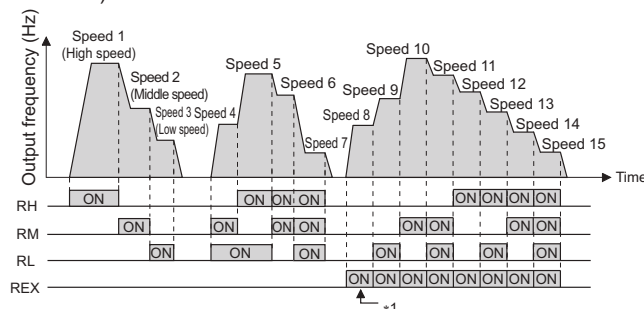 )
Output frequency (Hz)
Speed 1
(High speed)
Speed 2
(Middle speed)
Speed 3
(Low speed)
Speed 4
Speed 5
Speed 6
Speed 7
Speed 8
Speed 9
Speed 10
Speed 11
Speed 12
Speed 13
Speed 14
Speed 15
Time
RH ON ON ON ON ON ON ON ON
RM ON ON ON ON ON ON ON ON
RL ON ON ON ON ON ON ON
REX ON ON ON ON ON ON ON ON
*1